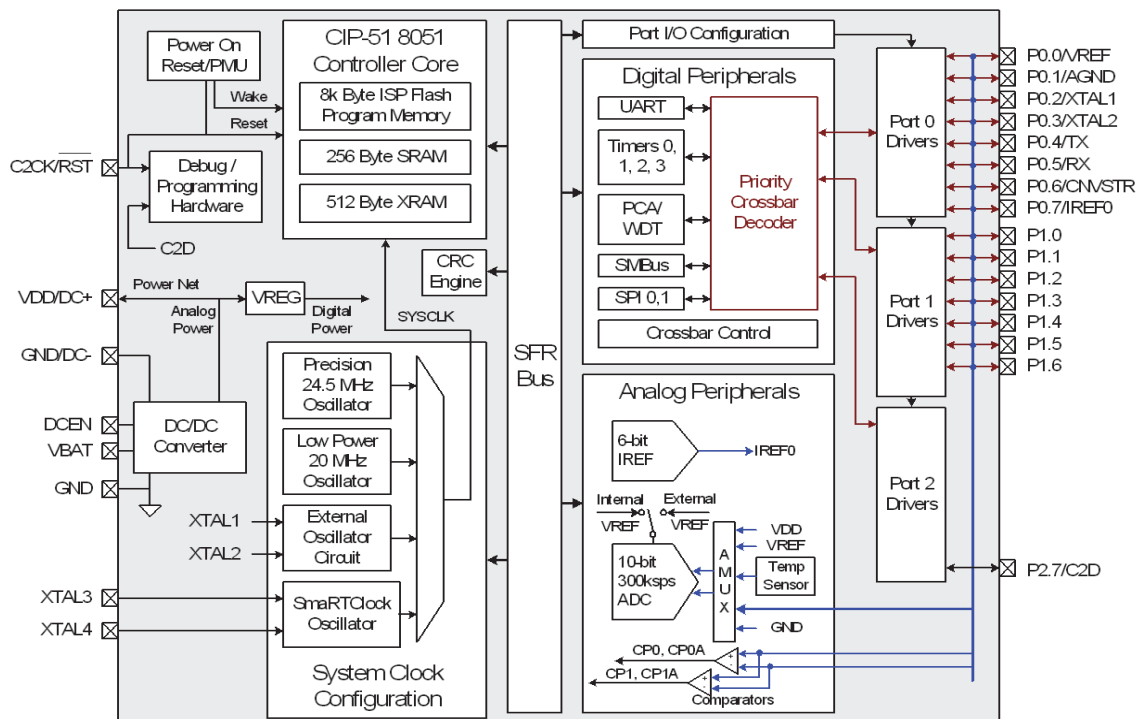 Power On
Reset/PMU
Wake
Reset
C2CK/RST
Debug /
Programming
Hardware
C2D
CIP-51 8051
Controller Core
8k Byte ISP Flash
Program Memory
256 Byte SRAM
512 Byte XRAM
CRC
Engine
VDD/DC+
Power Net
VREG
Analog
Power
Digital
Power
SYSCLK
GND/DC-
DCEN
VBAT
GND
DC/DC
Converter
Precision
24.5 MHz
Oscillator
Low Power
20 MHz
Oscillator
XTAL1
XTAL2
External
Oscillator
Circuit
XTAL3
XTAL4
SmaRTClock
Oscillator
System Clock
Configuration
SFR
Bus
Port I/O Configuration
Digital Peripherals
UART
Timers 0,
1, 2, 3
PCA/
WDT
SMBus
SPI 0,1
Priority
Crossbar
Decoder
Crossbar Control
Analog Peripherals
6-bit
IREF
IREF0
Internal
External
VREF
VREF
10-bit
300ksps
ADC
A
M
U
X
VDD
VREF
Temp
Sensor
GND
CP0, CP0A
+
-
CP1, CP1A
+
-
Comparators
Port 0
Drivers
Port 1
Drivers
Port 2
Drivers
P0.0/VREF
P0.1/AGND
P0.2/XTAL1
P0.3/XTAL2
P0.4/TX
P0.5/RX
P0.6/CNVSTR
P0.7/IREF0
P1.0
P1.1
P1.2
P1.3
P1.4
P1.5
P1.6
P2.7/C2D